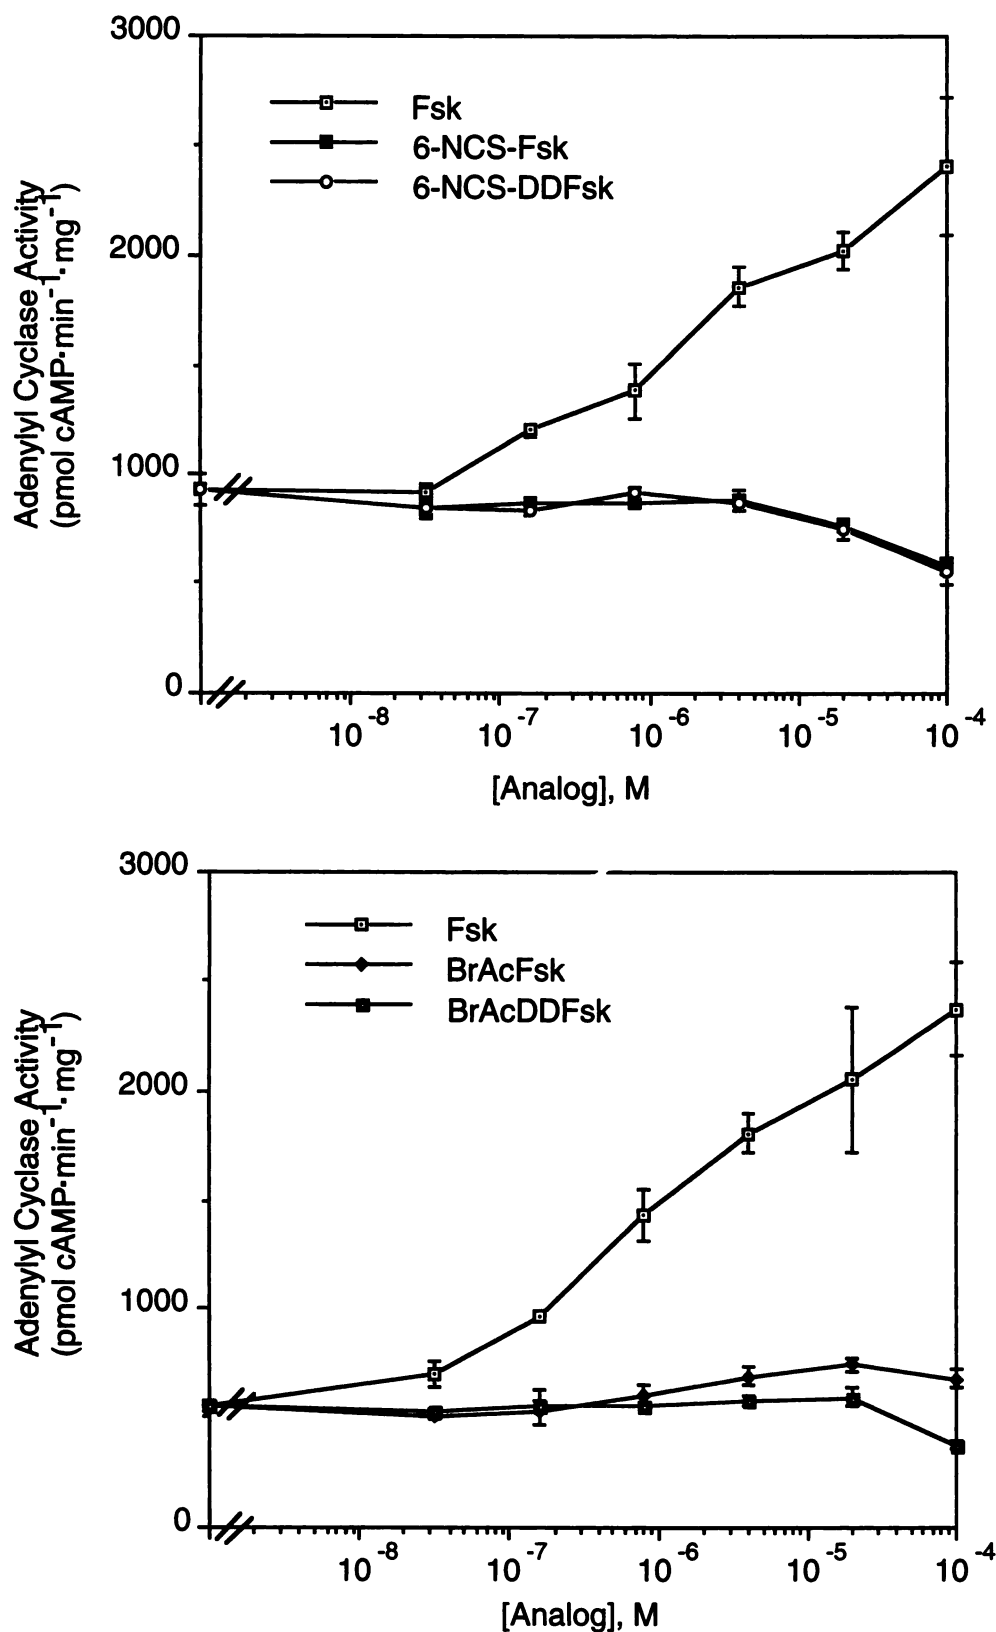 3000
2000
1000
0
Adenylyl Cyclase Activity
(pmol cAMP·min⁻¹·mg⁻¹)
Fsk
6-NCS-Fsk
6-NCS-DDFsk
10⁻⁸ 10⁻⁷ 10⁻⁶ 10⁻⁵ 10⁻⁴
[Analog], M
3000
2000
1000
0
Adenylyl Cyclase Activity
(pmol cAMP·min⁻¹·mg⁻¹)
Fsk
BrAcFsk
BrAcDDFsk
10⁻⁸ 10⁻⁷ 10⁻⁶ 10⁻⁵ 10⁻⁴
[Analog], M